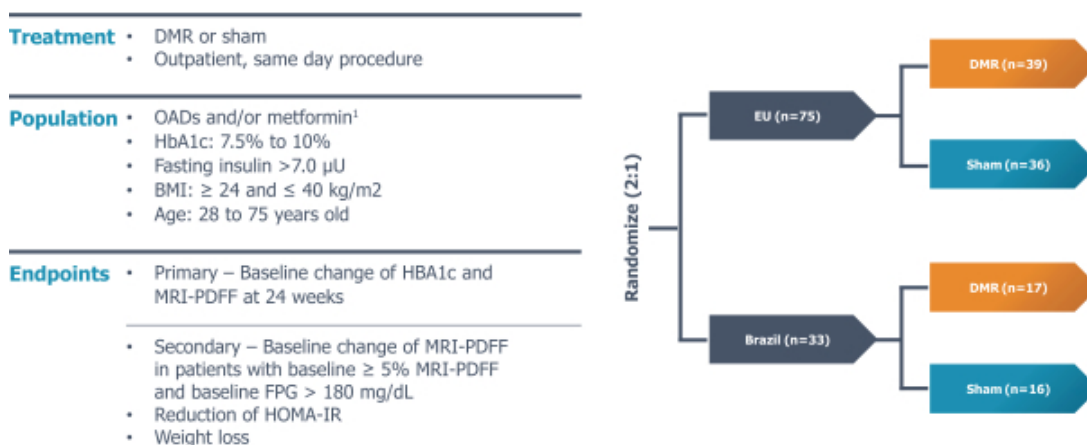 Treatment
• DMR or sham
• Outpatient, same day procedure
Population
• OADs and/or metformin¹
• HbA1c: 7.5% to 10%
• Fasting insulin >7.0 µU
• BMI: ≥ 24 and ≤ 40 kg/m2
• Age: 28 to 75 years old
Endpoints
• Primary – Baseline change of HBA1c and
MRI-PDFF at 24 weeks
• Secondary – Baseline change of MRI-PDFF
in patients with baseline ≥ 5% MRI-PDFF
and baseline FPG > 180 mg/dL
• Reduction of HOMA-IR
• Weight loss
Randomize (2:1)
EU (n=75)
DMR (n=39)
Sham (n=36)
Brazil (n=33)
DMR (n=17)
Sham (n=16)